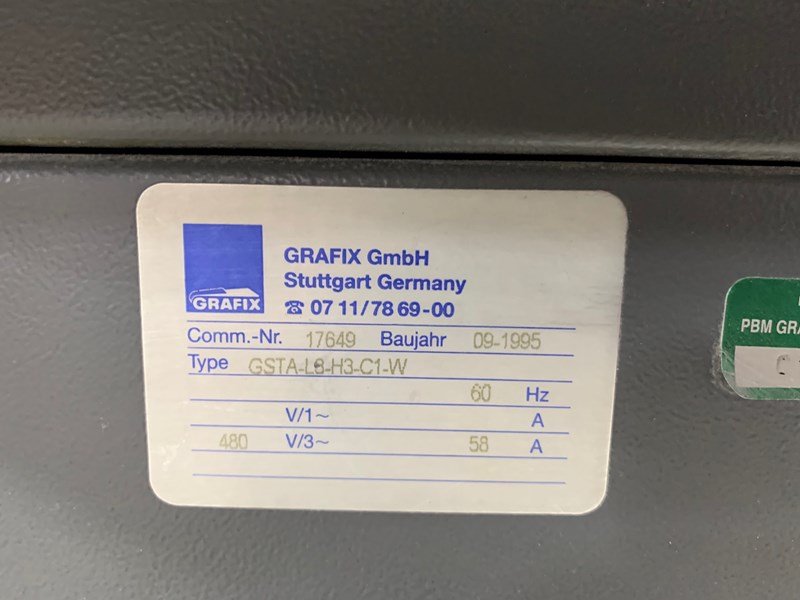 GRAFIX
GRAFIX GmbH
Stuttgart Germany
☎ 07 11/78 69-00
Comm.-Nr. 17649 Baujahr 09-1995
Type GSTA-L8-H3-C1-W
60 Hz
V/1~ A
480 V/3~ 58 A
PBM